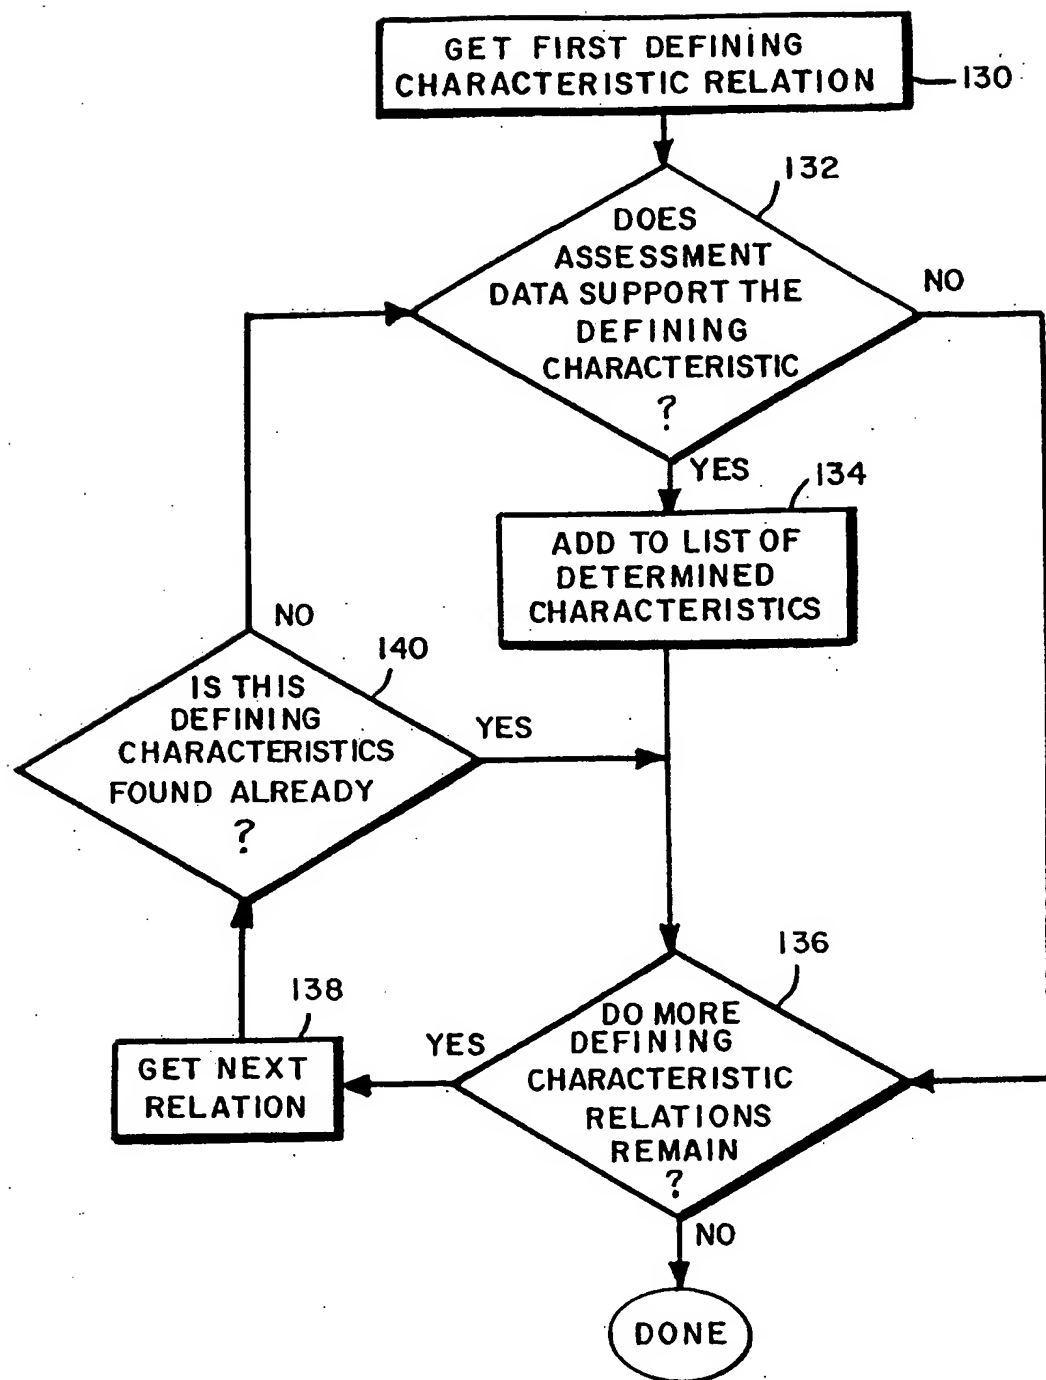 GET FIRST DEFINING
CHARACTERISTIC RELATION
130
132
DOES
ASSESSMENT
DATA SUPPORT THE
DEFINING
CHARACTERISTIC
?
NO
YES
134
ADD TO LIST OF
DETERMINED
CHARACTERISTICS
NO
140
IS THIS
DEFINING
CHARACTERISTICS
FOUND ALREADY
?
YES
136
DO MORE
DEFINING
CHARACTERISTIC
RELATIONS
REMAIN
?
YES
138
GET NEXT
RELATION
NO
DONE